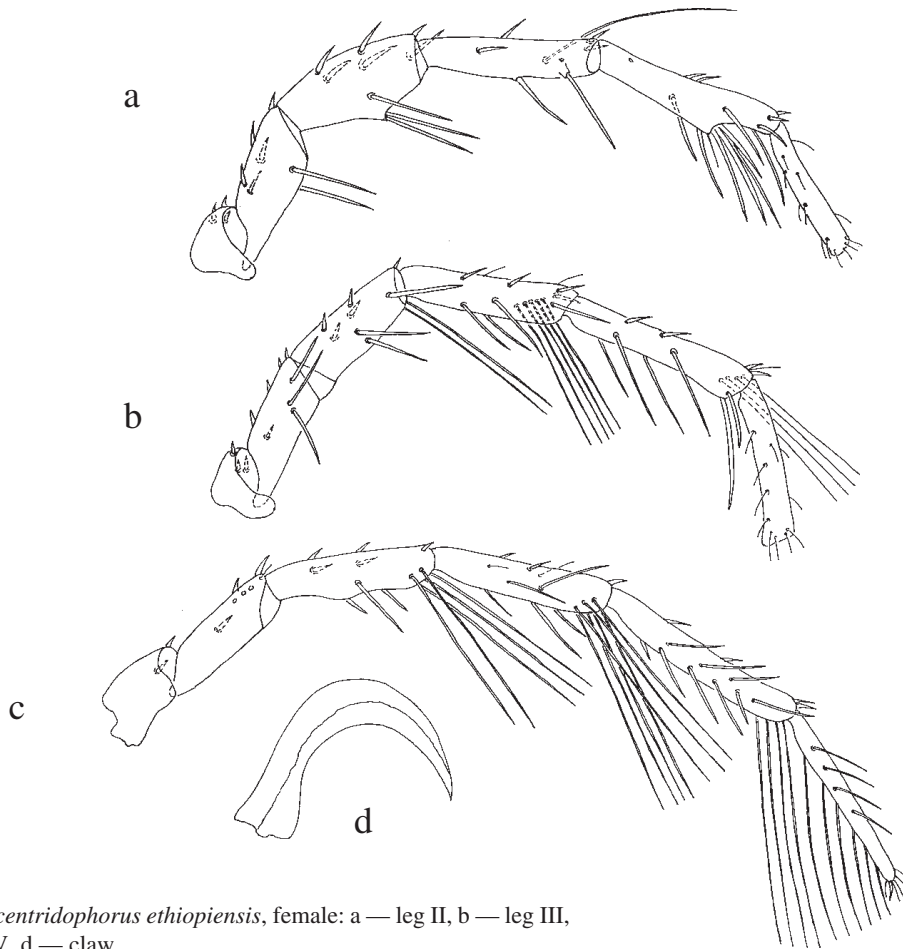 a
b
c
d
centridophorus ethiopiensis, female: a — leg II, b — leg III,
, d — claw